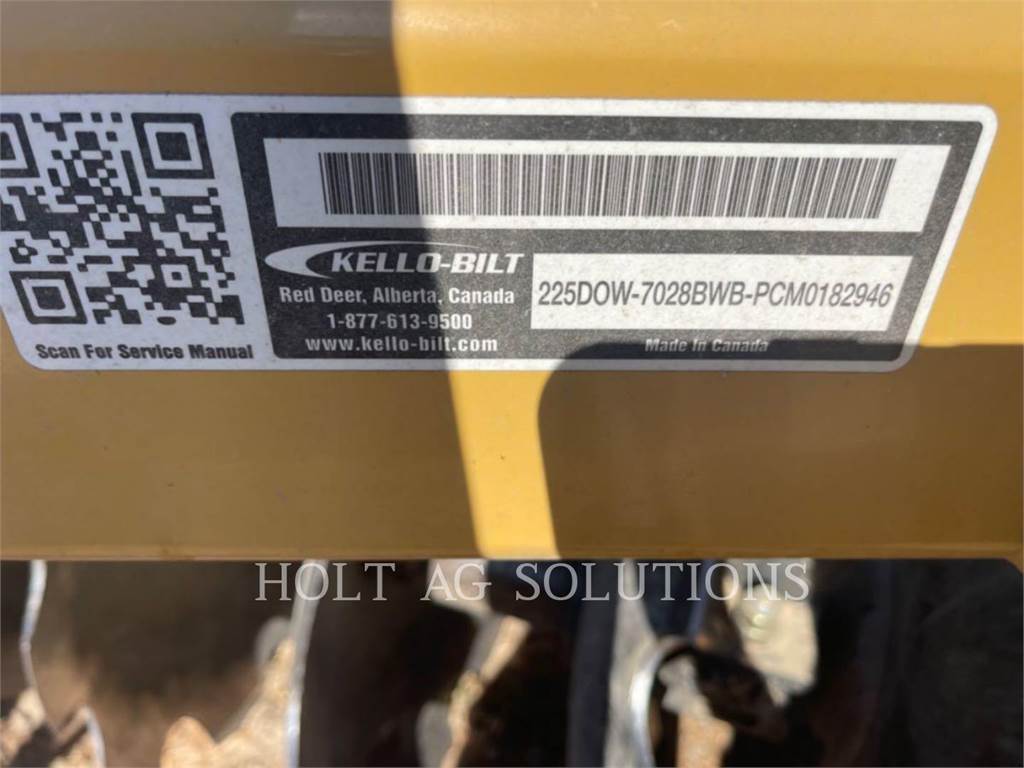 KELLO-BILT
Red Deer, Alberta, Canada
1-877-613-9500
www.kello-bilt.com
225DOW-7028BWB-PCM0182946
Made In Canada
Scan For Service Manual
HOLT AG SOLUTIONS